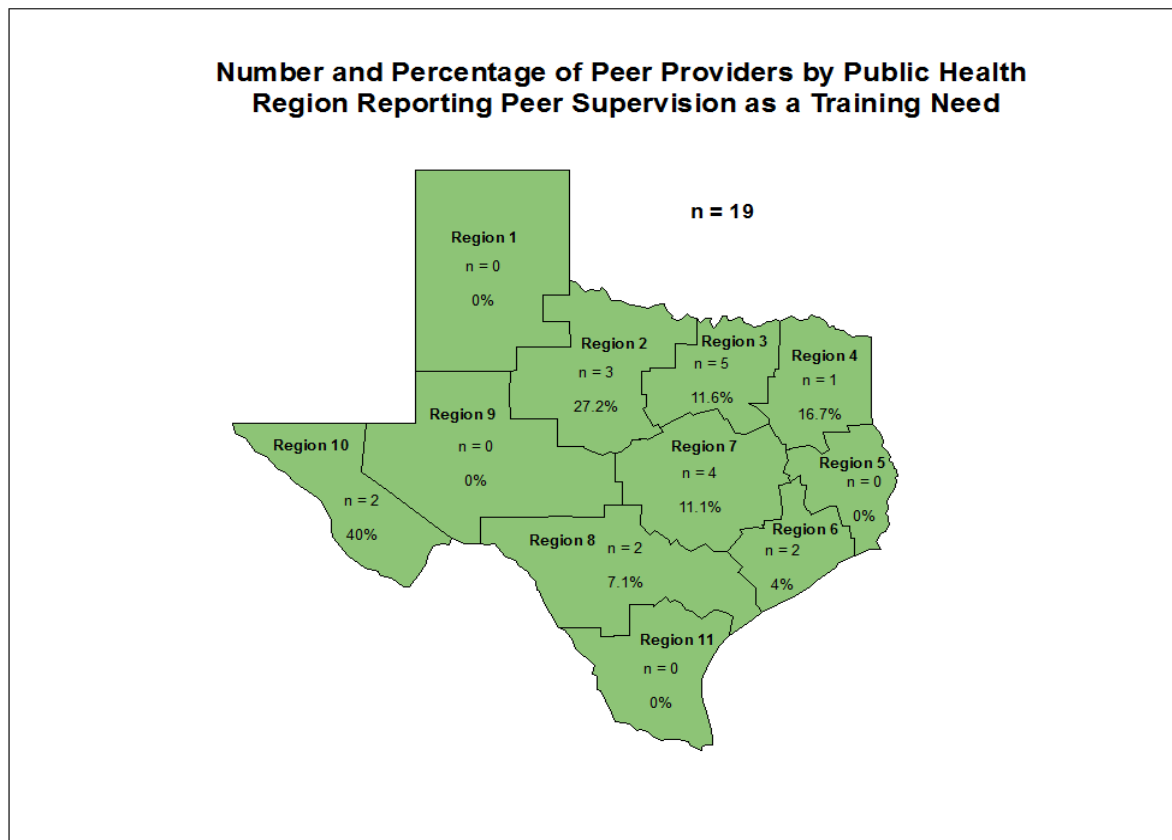 Number and Percentage of Peer Providers by Public Health
Region Reporting Peer Supervision as a Training Need
n = 19
Region 1
n = 0
0%
Region 2
n = 3
27.2%
Region 3
n = 5
11.6%
Region 4
n = 1
16.7%
Region 9
n = 0
0%
Region 10
n = 2
40%
Region 7
n = 4
11.1%
Region 5
n = 0
0%
Region 6
n = 2
4%
Region 8
n = 2
7.1%
Region 11
n = 0
0%